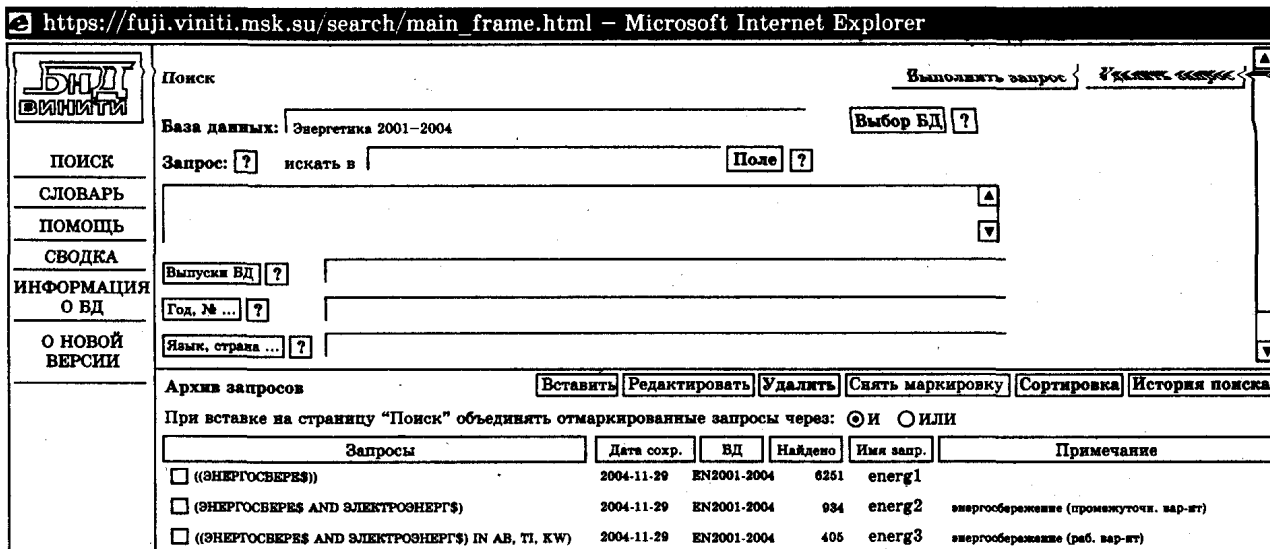 https://fuji.viniti.msk.su/search/main_frame.html – Microsoft Internet Explorer
БнД
ВИНИТИ
ПОИСК
СЛОВАРЬ
ПОМОЩЬ
СВОДКА
ИНФОРМАЦИЯ
О БД
О НОВОЙ
ВЕРСИИ
Поиск Выполнить запрос
База данных: Энергетика 2001–2004 Выбор БД ?
Запрос: ? искать в Поле ?
Выпуски БД ?
Год, № ... ?
Язык, страна ... ?
Архив запросов Вставить Редактировать Удалить Снять маркировку Сортировка История поиска
При вставке на страницу “Поиск” объединять отмаркированные запросы через: И ИЛИ
Запросы Дата сохр. БД Найдено Имя запр. Примечание
((ЭНЕРГОСБЕРЕ$)) 2004-11-29 EN2001-2004 6251 energ1
(ЭНЕРГОСБЕРЕ$ AND ЭЛЕКТРОЭНЕРГ$) 2004-11-29 EN2001-2004 934 energ2 энергосбережение (промежуточн. вар-нт)
((ЭНЕРГОСБЕРЕ$ AND ЭЛЕКТРОЭНЕРГ$) IN AB, TI, KW) 2004-11-29 EN2001-2004 405 energ3 энергосбережение (раб. вар-нт)